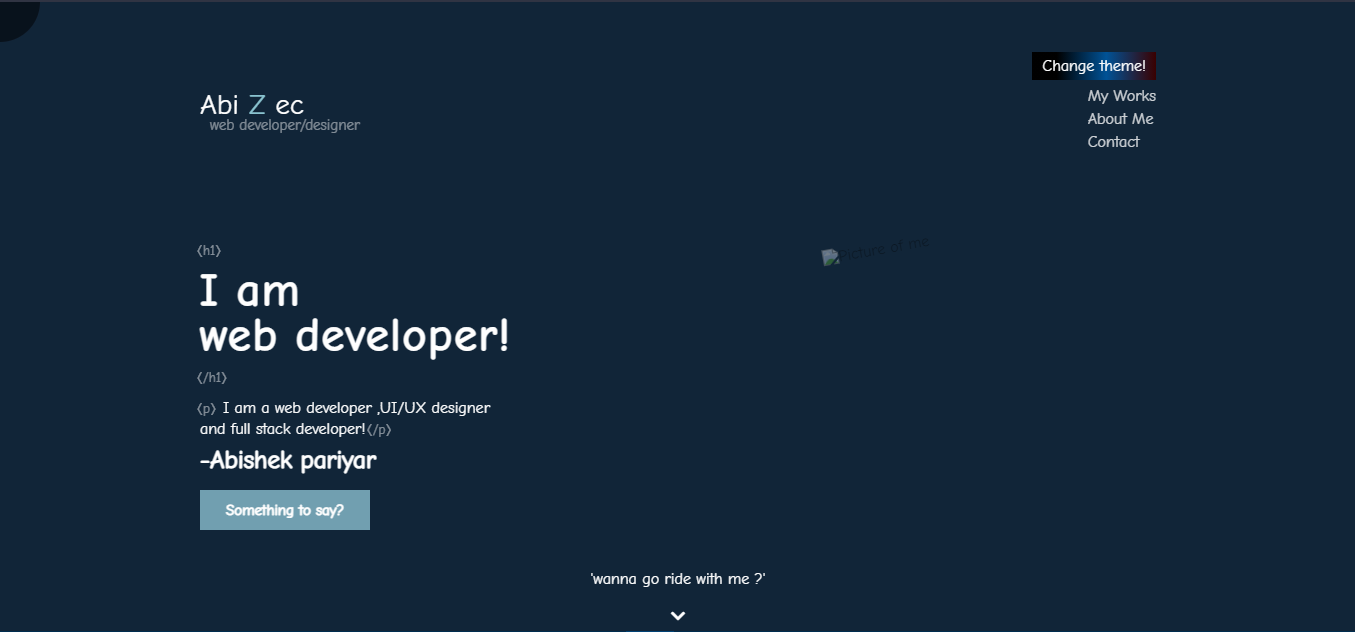 Change theme!
My Works
About Me
Contact
Abi Z ec
web developer/designer
⟨h1⟩
I am
web developer!
⟨/h1⟩
⟨p⟩ I am a web developer ,UI/UX designer
and full stack developer!⟨/p⟩
-Abishek pariyar
Something to say?
Picture of me
'wanna go ride with me ?'